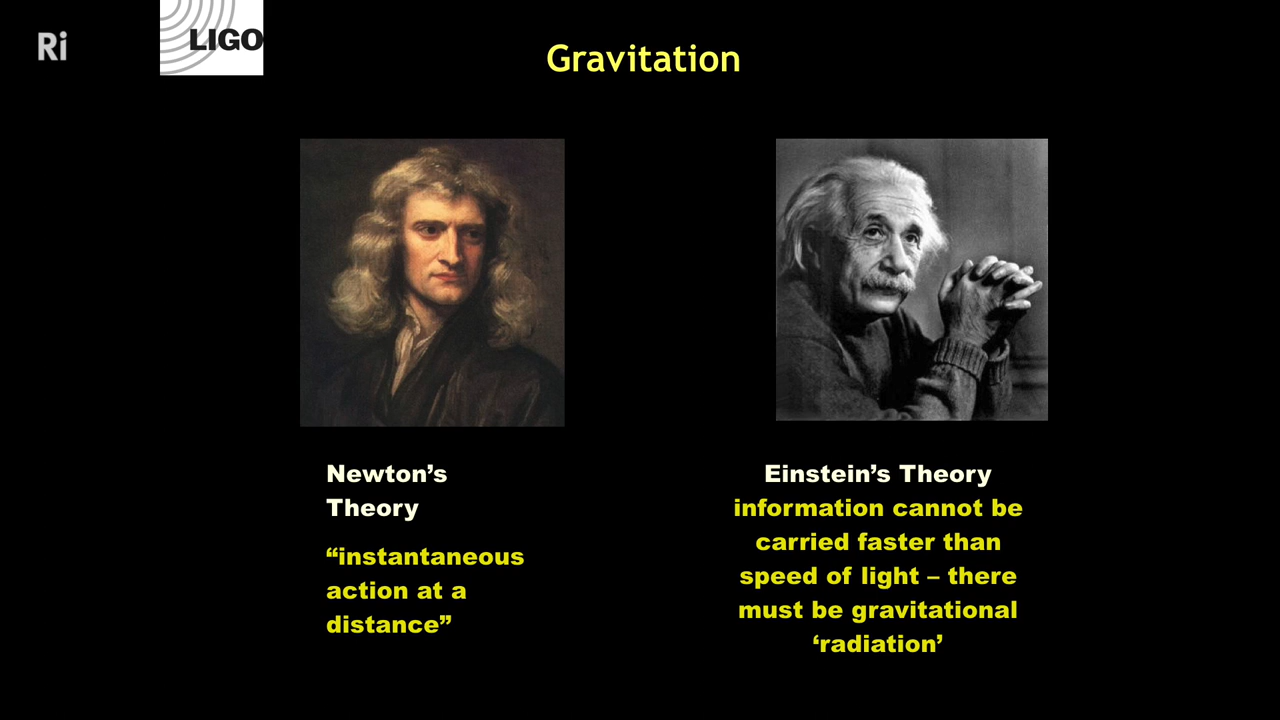 Ri
LIGO
Gravitation
Newton’s
Theory
“instantaneous
action at a
distance”
Einstein’s Theory
information cannot be
carried faster than
speed of light – there
must be gravitational
‘radiation’